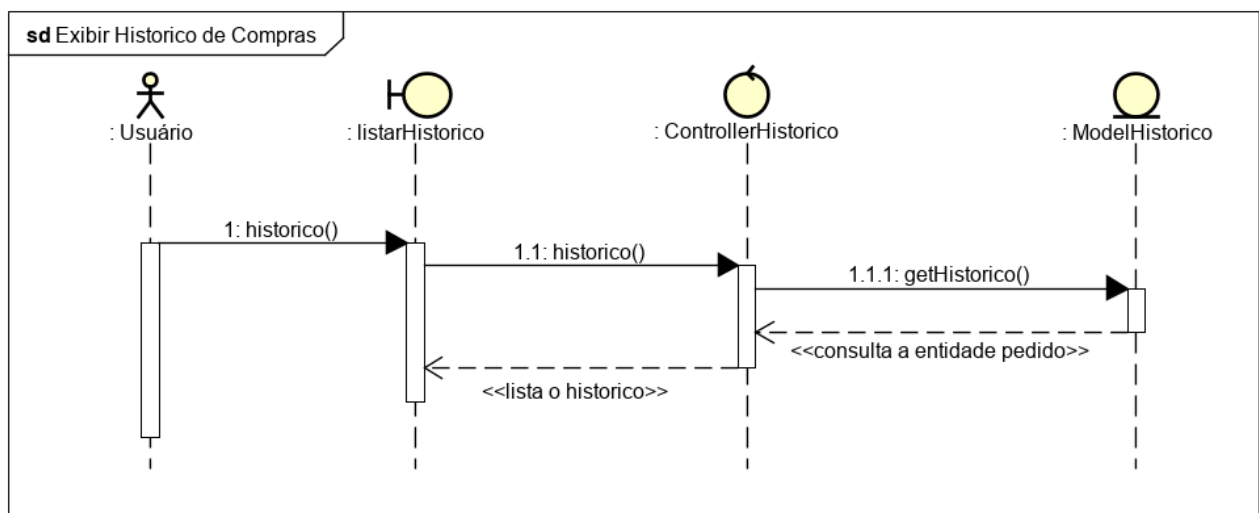 sd Exibir Historico de Compras
: Usuário
: listarHistorico
: ControllerHistorico
: ModelHistorico
1: historico()
1.1: historico()
1.1.1: getHistorico()
<<consulta a entidade pedido>>
<<lista o historico>>